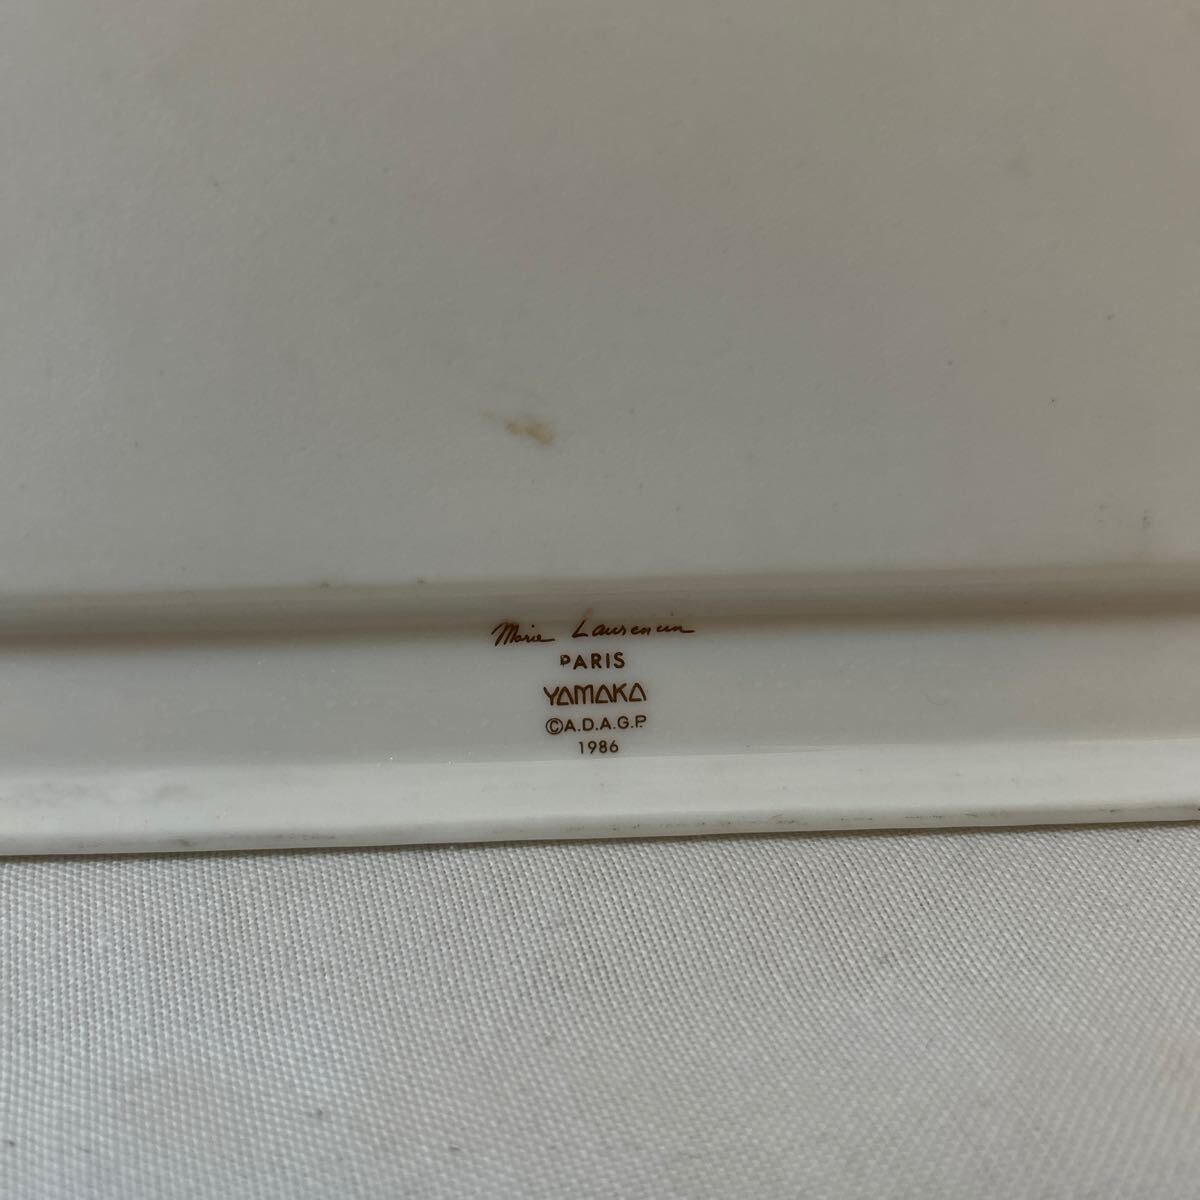 Marie Laurencin
PARIS
YAMAKA
©A.D.A.G.P.
1986